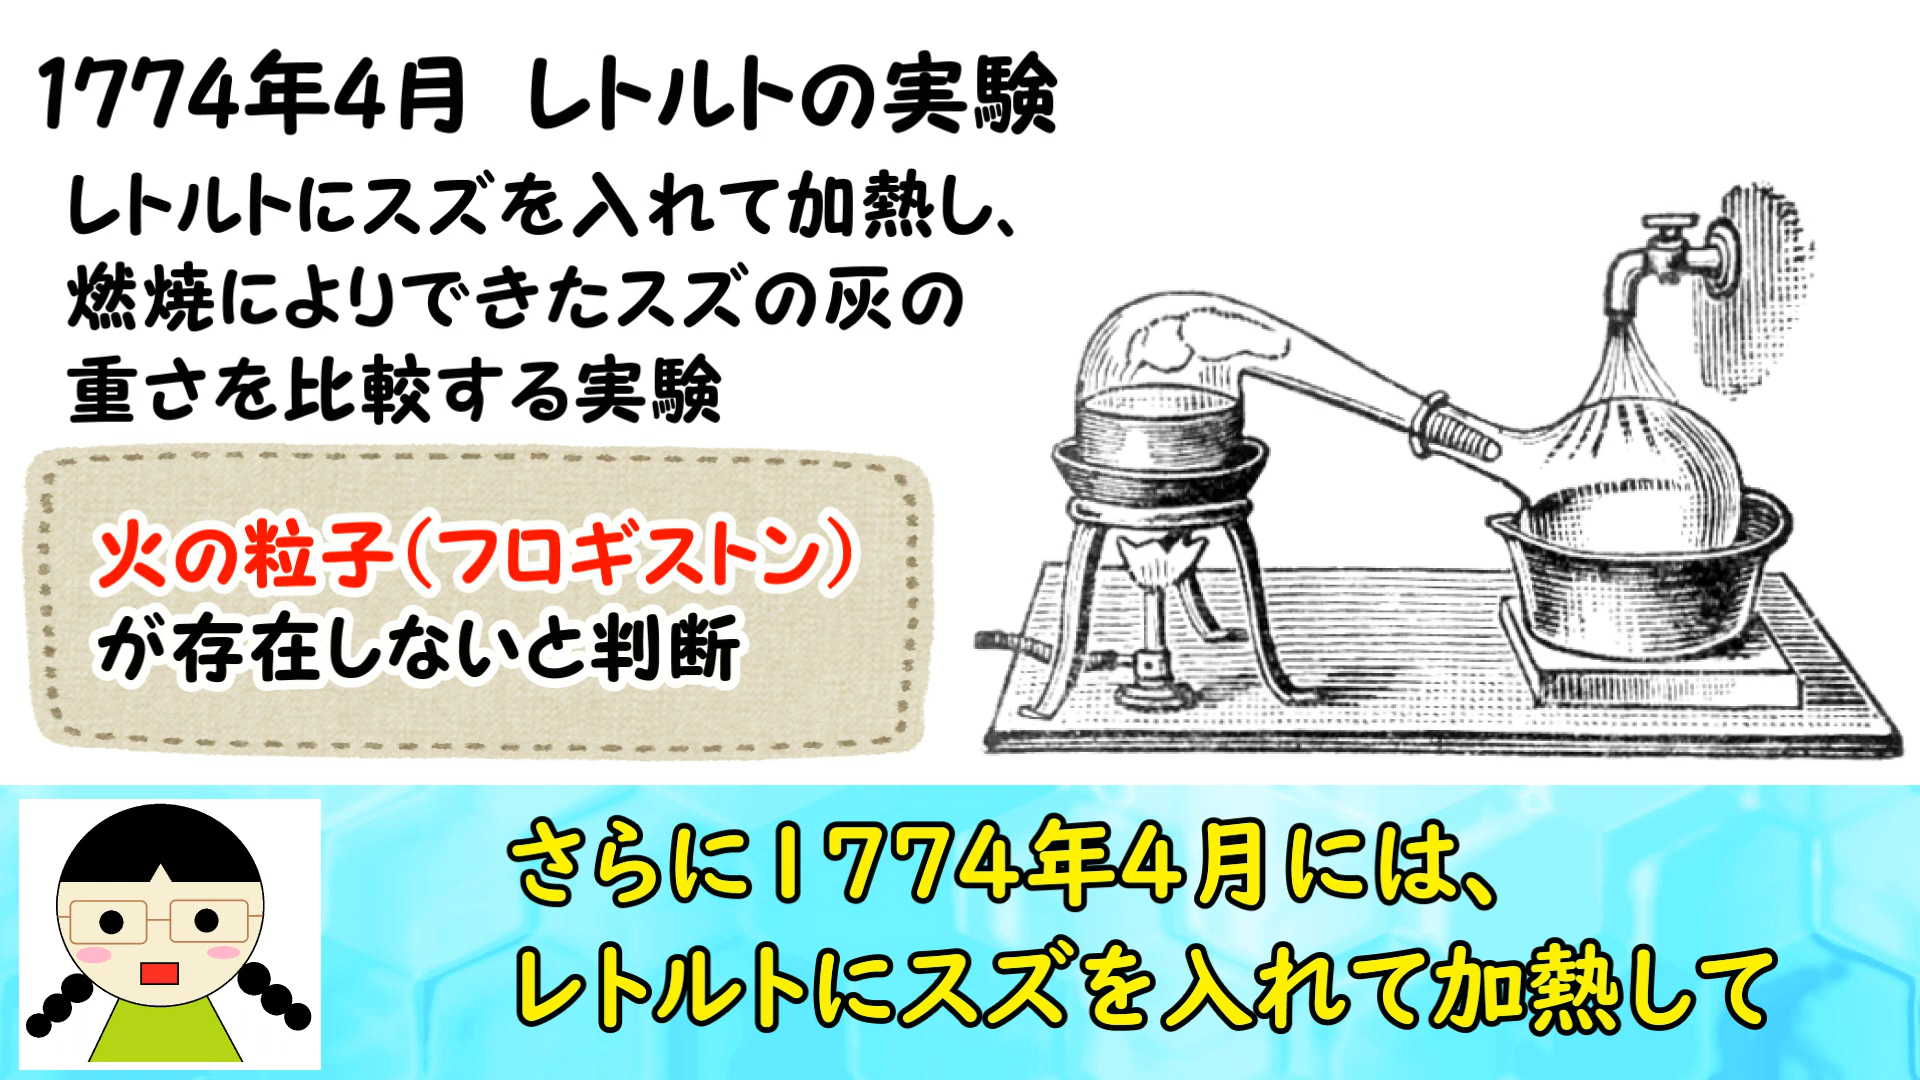 1774年4月 レトルトの実験
レトルトにスズを入れて加熱し、
燃焼によりできたスズの灰の
重さを比較する実験
火の粒子(フロギストン)
が存在しないと判断
さらに1774年4月には、
レトルトにスズを入れて加熱して